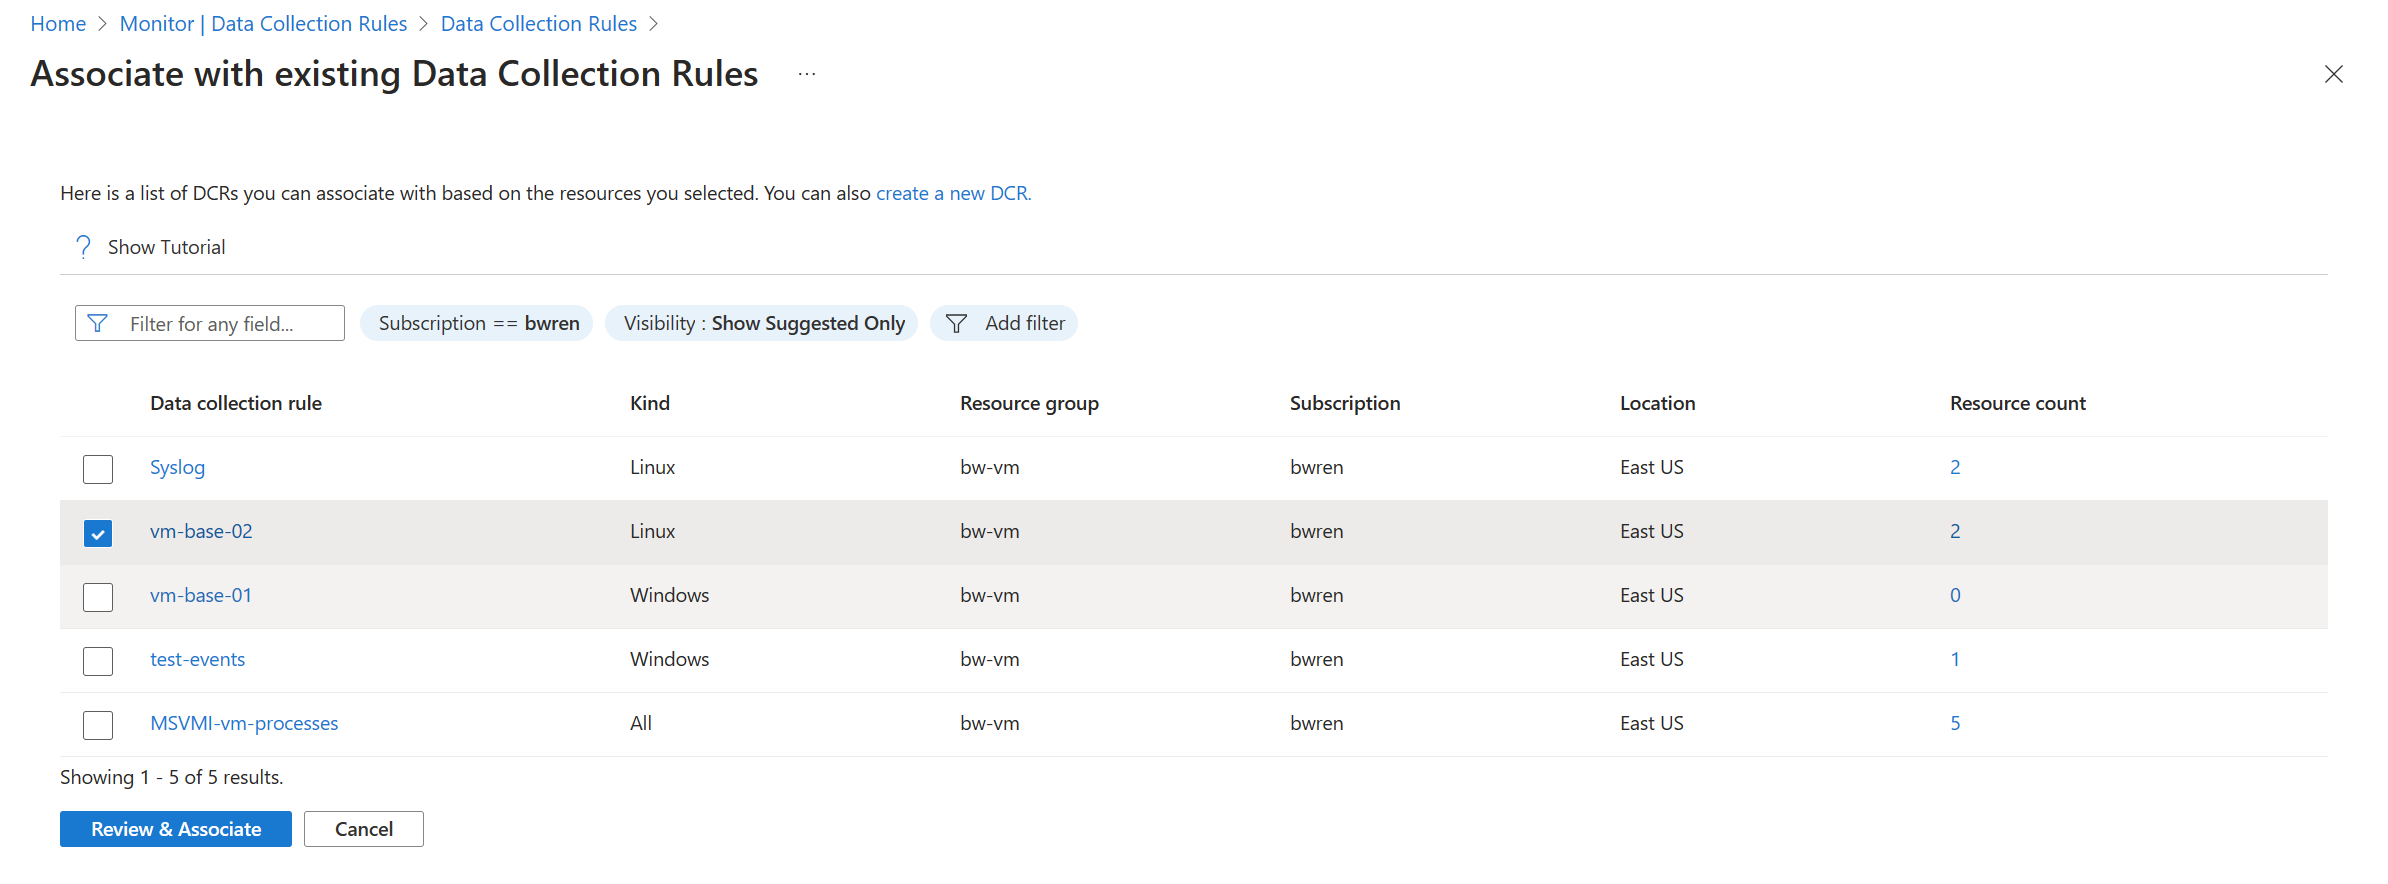 Home > Monitor | Data Collection Rules > Data Collection Rules >
Associate with existing Data Collection Rules ...
Here is a list of DCRs you can associate with based on the resources you selected. You can also create a new DCR.
? Show Tutorial
Filter for any field... Subscription == bwren Visibility : Show Suggested Only Add filter
Data collection rule Kind Resource group Subscription Location Resource count
Syslog Linux bw-vm bwren East US 2
vm-base-02 Linux bw-vm bwren East US 2
vm-base-01 Windows bw-vm bwren East US 0
test-events Windows bw-vm bwren East US 1
MSVMI-vm-processes All bw-vm bwren East US 5
Showing 1 - 5 of 5 results.
Review & Associate Cancel